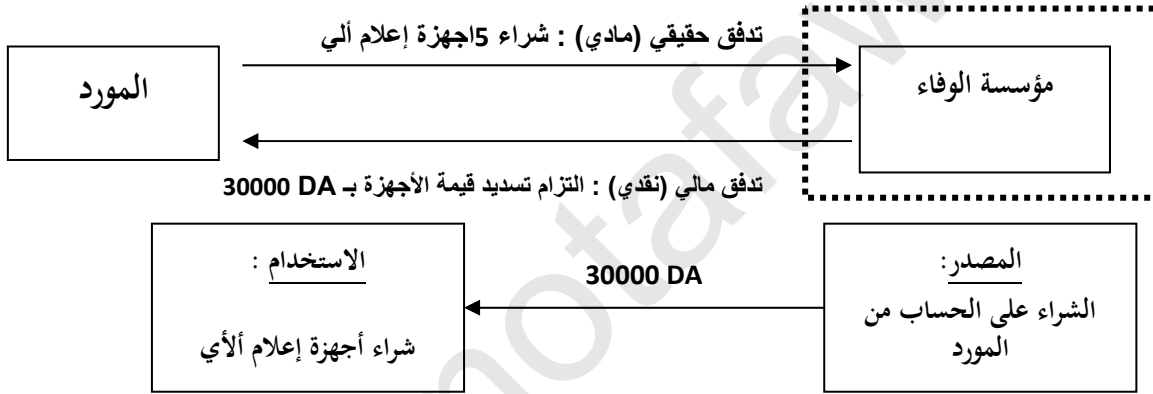 تدفق حقيقي (مادي) : شراء 5اجهزة إعلام ألي
المورد
مؤسسة الوفاء
تدفق مالي (نقدي) : التزام تسديد قيمة الأجهزة بـ 30000 DA
المصدر:
الشراء على الحساب من
المورد
30000 DA
الاستخدام :
شراء أجهزة إعلام ألأي